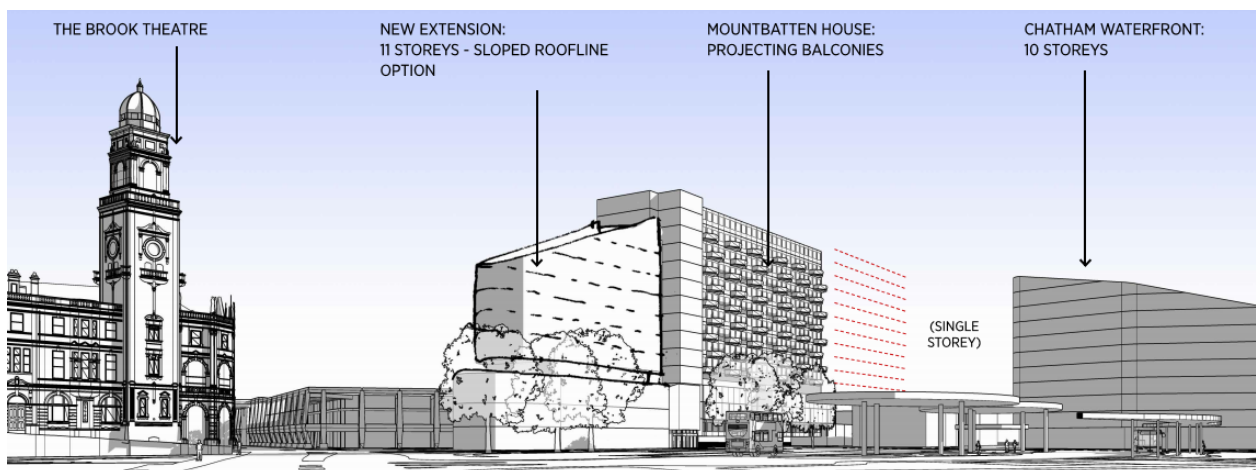 THE BROOK THEATRE
NEW EXTENSION:
11 STOREYS - SLOPED ROOFLINE
OPTION
MOUNTBATTEN HOUSE:
PROJECTING BALCONIES
CHATHAM WATERFRONT:
10 STOREYS
(SINGLE
STOREY)